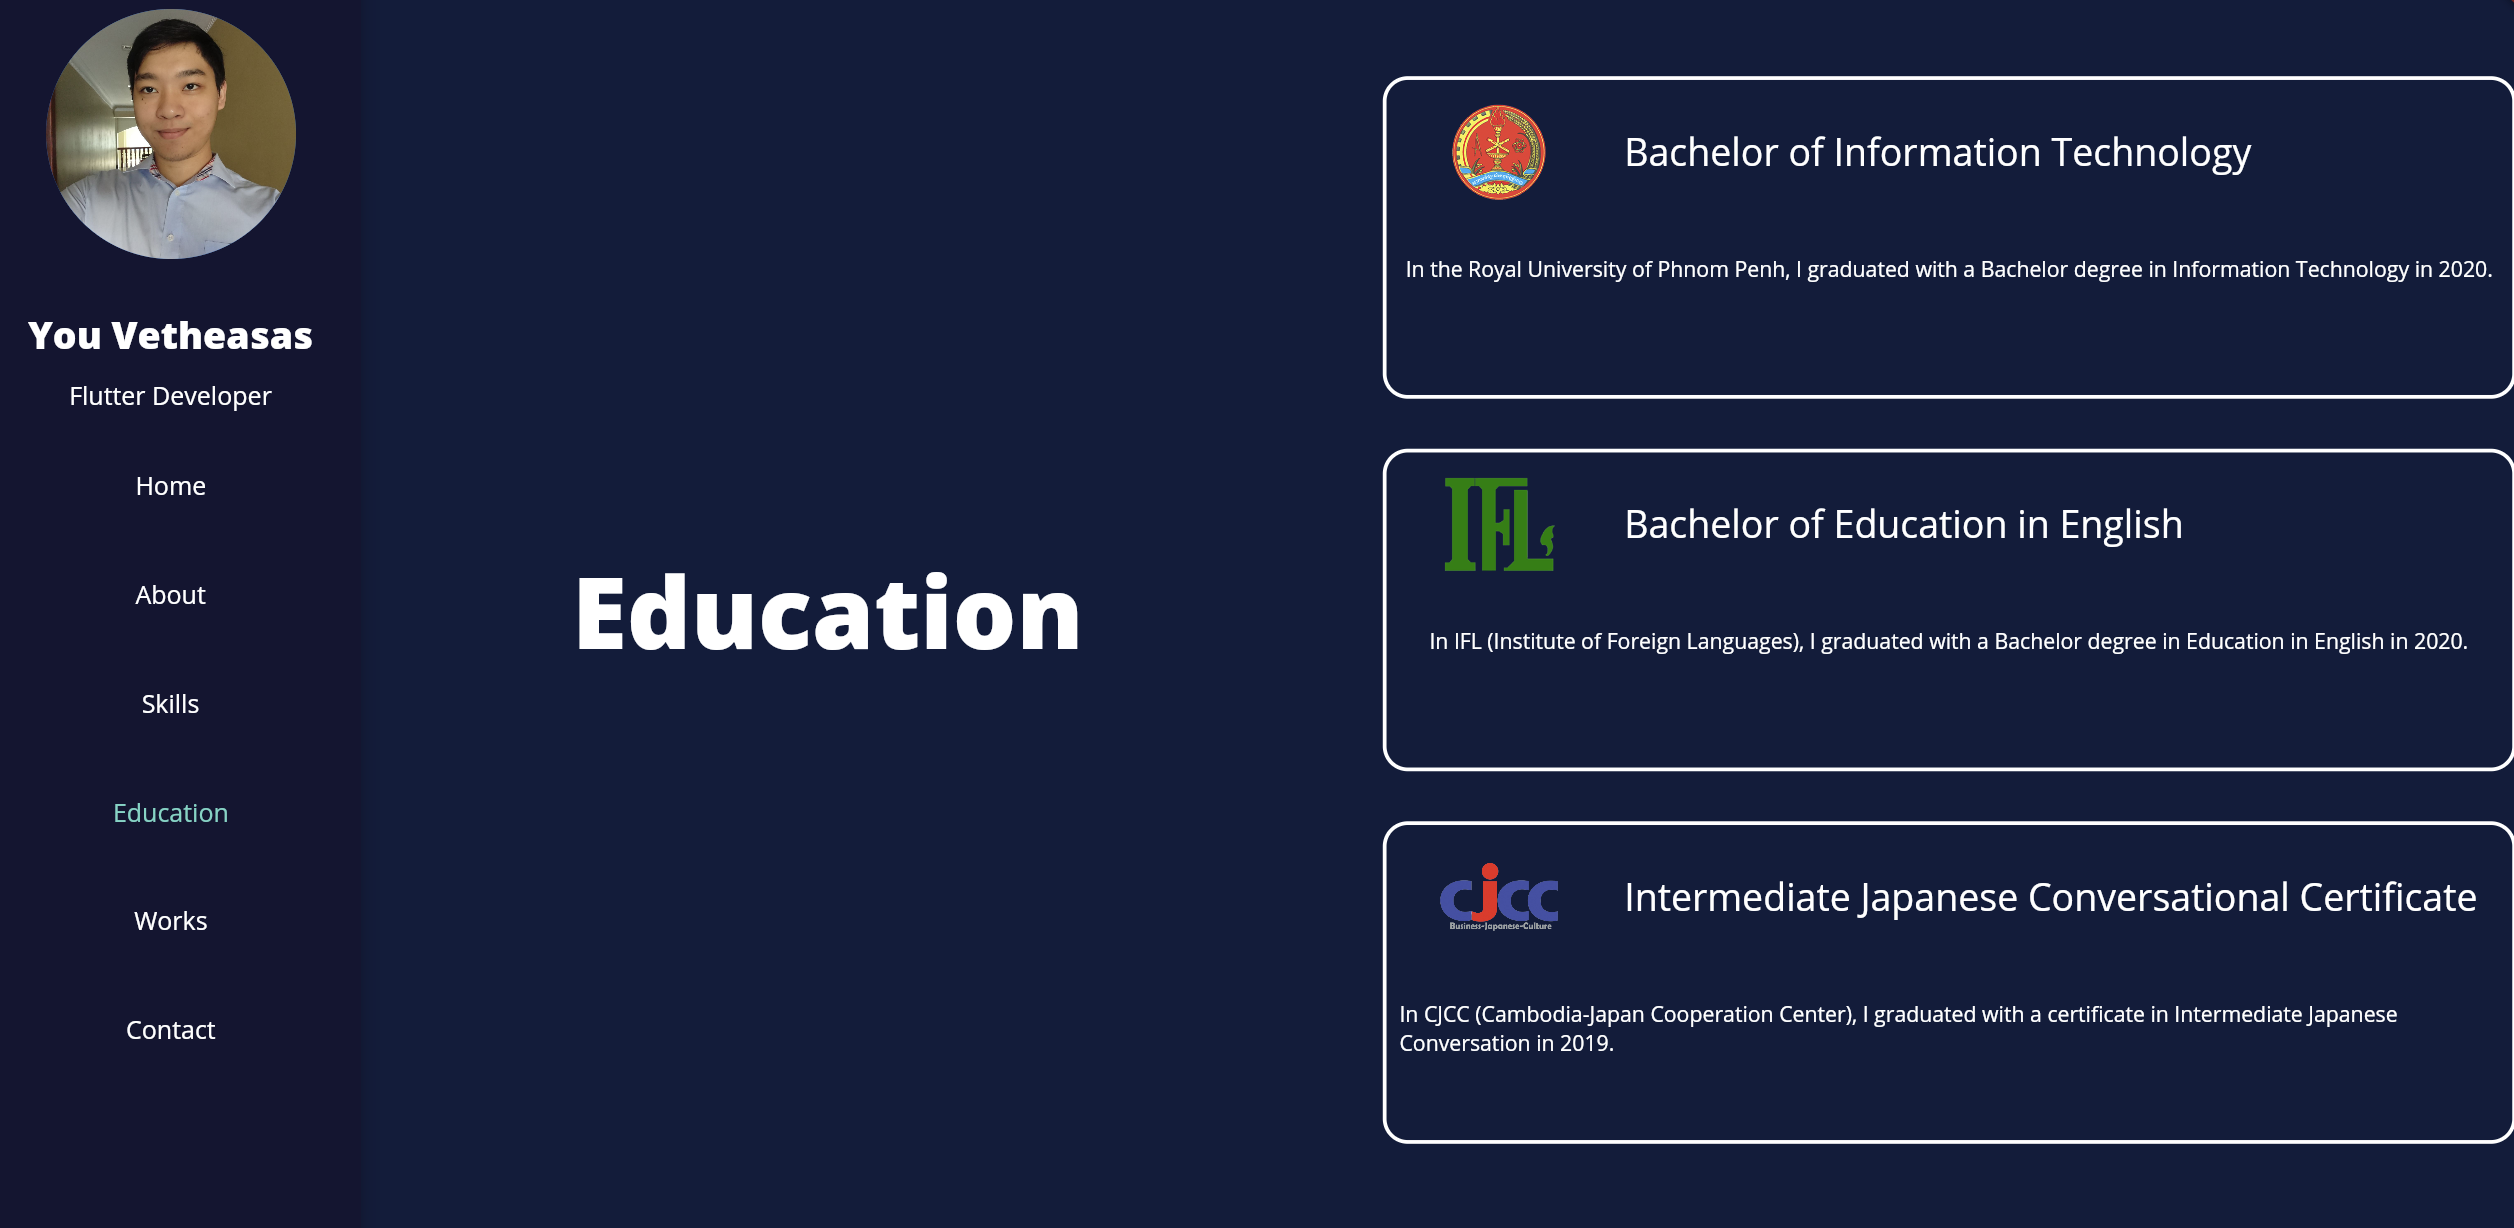 You Vetheasas
Flutter Developer
Home
About
Skills
Education
Works
Contact
Education
Bachelor of Information Technology
In the Royal University of Phnom Penh, I graduated with a Bachelor degree in Information Technology in 2020.
IFL
Bachelor of Education in English
In IFL (Institute of Foreign Languages), I graduated with a Bachelor degree in Education in English in 2020.
cjcc
Business-Japanese-Culture
Intermediate Japanese Conversational Certificate
In CJCC (Cambodia-Japan Cooperation Center), I graduated with a certificate in Intermediate Japanese
Conversation in 2019.